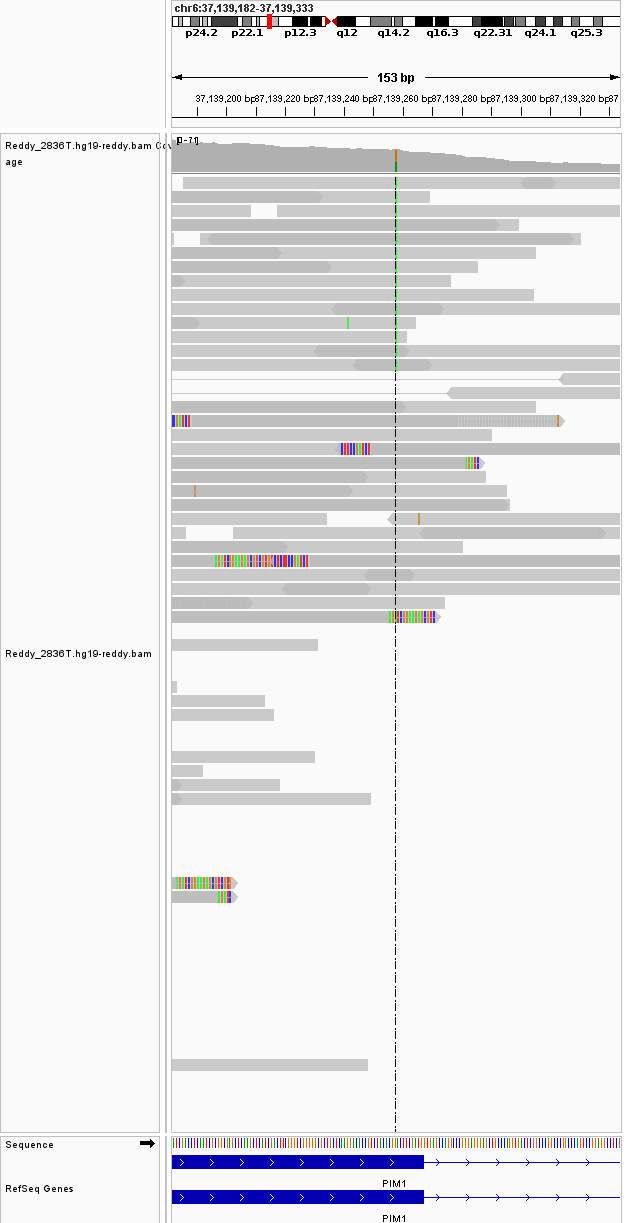 chr6:37,139,182-37,139,333
p24.2 p22.1 p12.3 q12 q14.2 q16.3 q22.31 q24.1 q25.3
153 bp
37,139,200 bp 37,139,220 bp 37,139,240 bp 37,139,260 bp 37,139,280 bp 37,139,300 bp 37,139,320 bp 37
Reddy_2836T.hg19-reddy.bam Cov
age
Reddy_2836T.hg19-reddy.bam
Sequence
PIM1
RefSeq Genes
PIM1